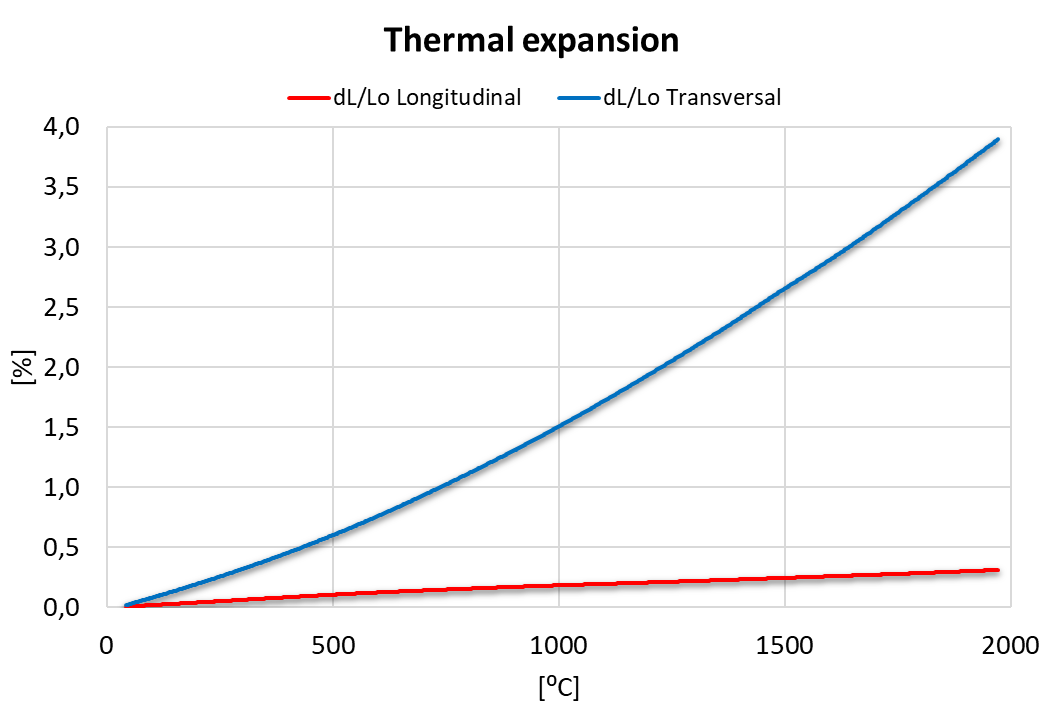 Thermal expansion
dL/Lo Longitudinal dL/Lo Transversal
4,0
3,5
3,0
2,5
2,0
1,5
1,0
0,5
0,0
[%]
0 500 1000 1500 2000
[⁰C]